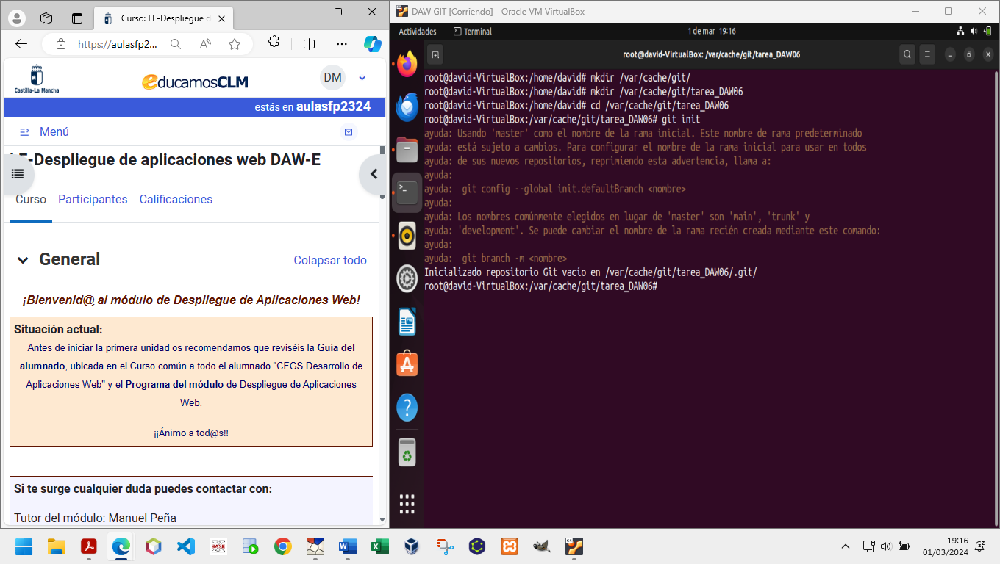 Curso: LE-Despliegue d
https://aulasfp2...
Castilla-La Mancha
educamosCLM
DM
estás en aulasfp2324
Menú
LE-Despliegue de aplicaciones web DAW-E
Curso Participantes Calificaciones
General
Colapsar todo
¡Bienvenid@ al módulo de Despliegue de Aplicaciones Web!
Situación actual:
Antes de iniciar la primera unidad os recomendamos que reviséis la Guía del
alumnado, ubicada en el Curso común a todo el alumnado "CFGS Desarrollo de
Aplicaciones Web" y el Programa del módulo de Despliegue de Aplicaciones
Web.
¡¡Ánimo a tod@s!!
Si te surge cualquier duda puedes contactar con:
Tutor del módulo: Manuel Peña
DAW GIT [Corriendo] - Oracle VM VirtualBox
Actividades Terminal 1 de mar 19:16
root@david-VirtualBox: /var/cache/git/tarea_DAW06
root@david-VirtualBox:/home/david# mkdir /var/cache/git/
root@david-VirtualBox:/home/david# mkdir /var/cache/git/tarea_DAW06
root@david-VirtualBox:/home/david# cd /var/cache/git/tarea_DAW06
root@david-VirtualBox:/var/cache/git/tarea_DAW06# git init
ayuda: Usando 'master' como el nombre de la rama inicial. Este nombre de rama predeterminado
ayuda: está sujeto a cambios. Para configurar el nombre de la rama inicial para usar en todos
ayuda: de sus nuevos repositorios, reprimiendo esta advertencia, llama a:
ayuda:
ayuda:  git config --global init.defaultBranch <nombre>
ayuda:
ayuda: Los nombres comúnmente elegidos en lugar de 'master' son 'main', 'trunk' y
ayuda: 'development'. Se puede cambiar el nombre de la rama recién creada mediante este comando:
ayuda:
ayuda:  git branch -m <nombre>
Inicializado repositorio Git vacío en /var/cache/git/tarea_DAW06/.git/
root@david-VirtualBox:/var/cache/git/tarea_DAW06#
19:16
01/03/2024